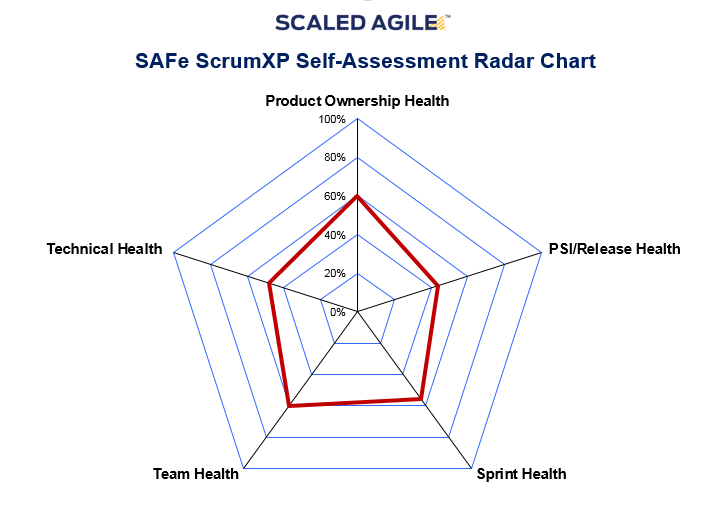 SCALED AGILE™
SAFe ScrumXP Self-Assessment Radar Chart
Product Ownership Health
100%
80%
60%
Technical Health
PSI/Release Health
40%
20%
0%
Team Health
Sprint Health